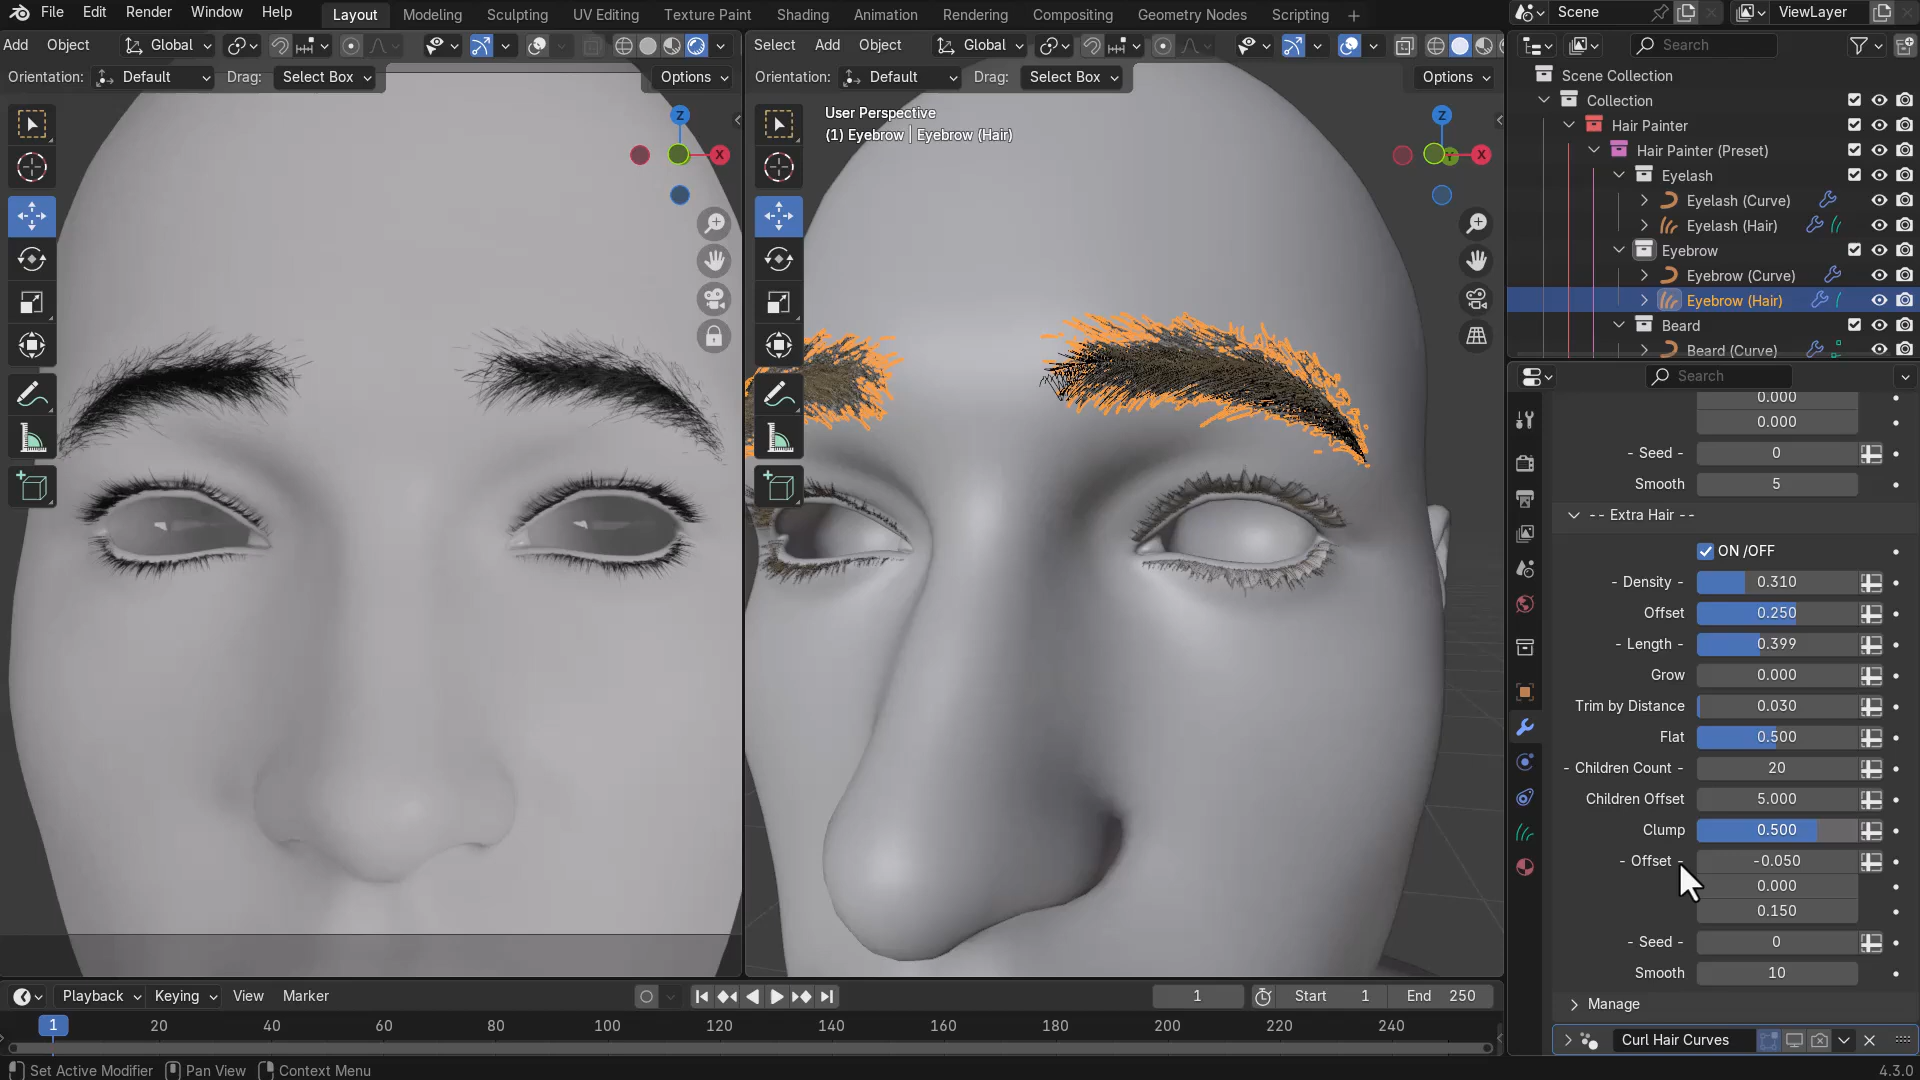 File Edit Render Window Help Layout Modeling Sculpting UV Editing Texture Paint Shading Animation Rendering Compositing Geometry Nodes Scripting Scene ViewLayer
Add Object Global Select Add Object Global Search
Orientation: Default Drag: Select Box Options Orientation: Default Drag: Select Box Options
Scene Collection
Collection
Hair Painter
Hair Painter (Preset)
Eyelash
Eyelash (Curve)
Eyelash (Hair)
Eyebrow
Eyebrow (Curve)
Eyebrow (Hair)
Beard
Beard (Curve)
Z
X
User Perspective
(1) Eyebrow | Eyebrow (Hair)
Z
X
Search
0.000
0.000
- Seed - 0
Smooth 5
-- Extra Hair --
ON /OFF
- Density - 0.310
Offset 0.250
- Length - 0.399
Grow 0.000
Trim by Distance 0.030
Flat 0.500
- Children Count - 20
Children Offset 5.000
Clump 0.500
- Offset - -0.050
0.000
0.150
- Seed - 0
Smooth 10
Manage
Curl Hair Curves
Playback Keying View Marker 1 Start 1 End 250
1 20 40 60 80 100 120 140 160 180 200 220 240
Set Active Modifier Pan View Context Menu 4.3.0